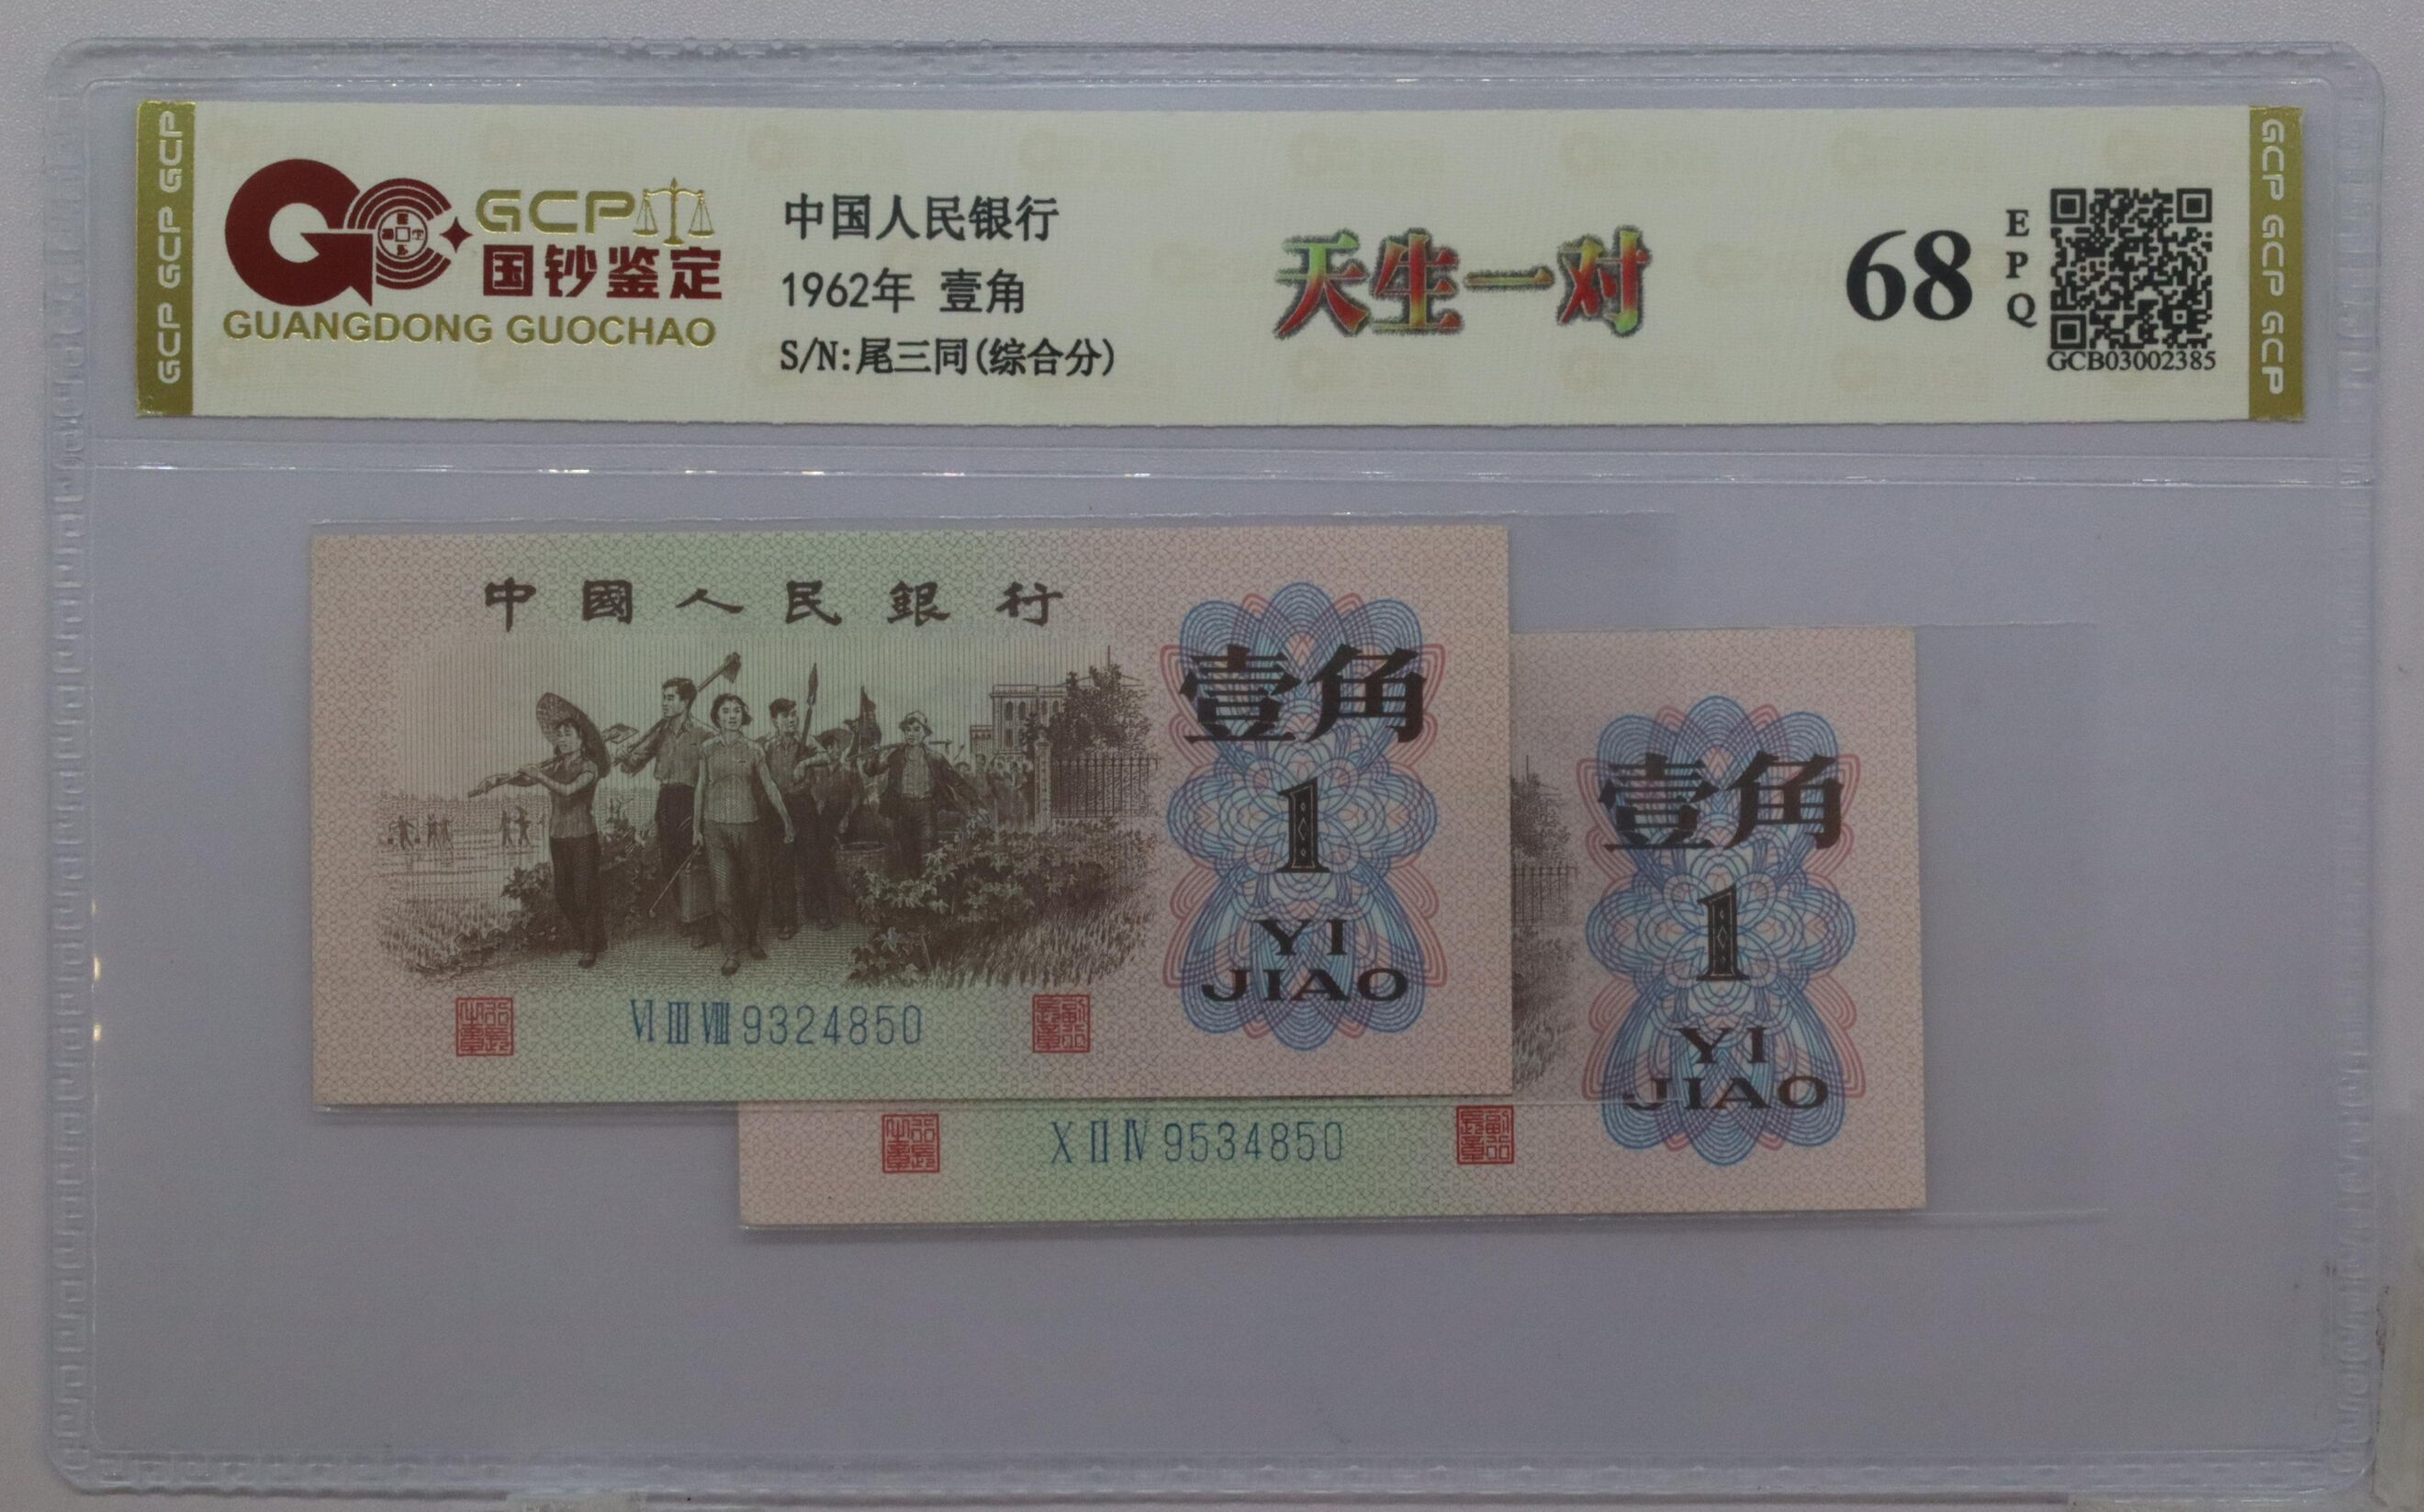 GCP GCP GCP
GCP
国钞鉴定
GUANGDONG GUOCHAO
中国人民银行
1962年 壹角
S/N:尾三同(综合分)
天生一对
68
EPQ
GCB03002385
GCP GCP GCP
中國人民銀行
壹角
1
YI
JIAO
VI III VIII 9324850
壹角
1
YI
JIAO
X II IV 9534850